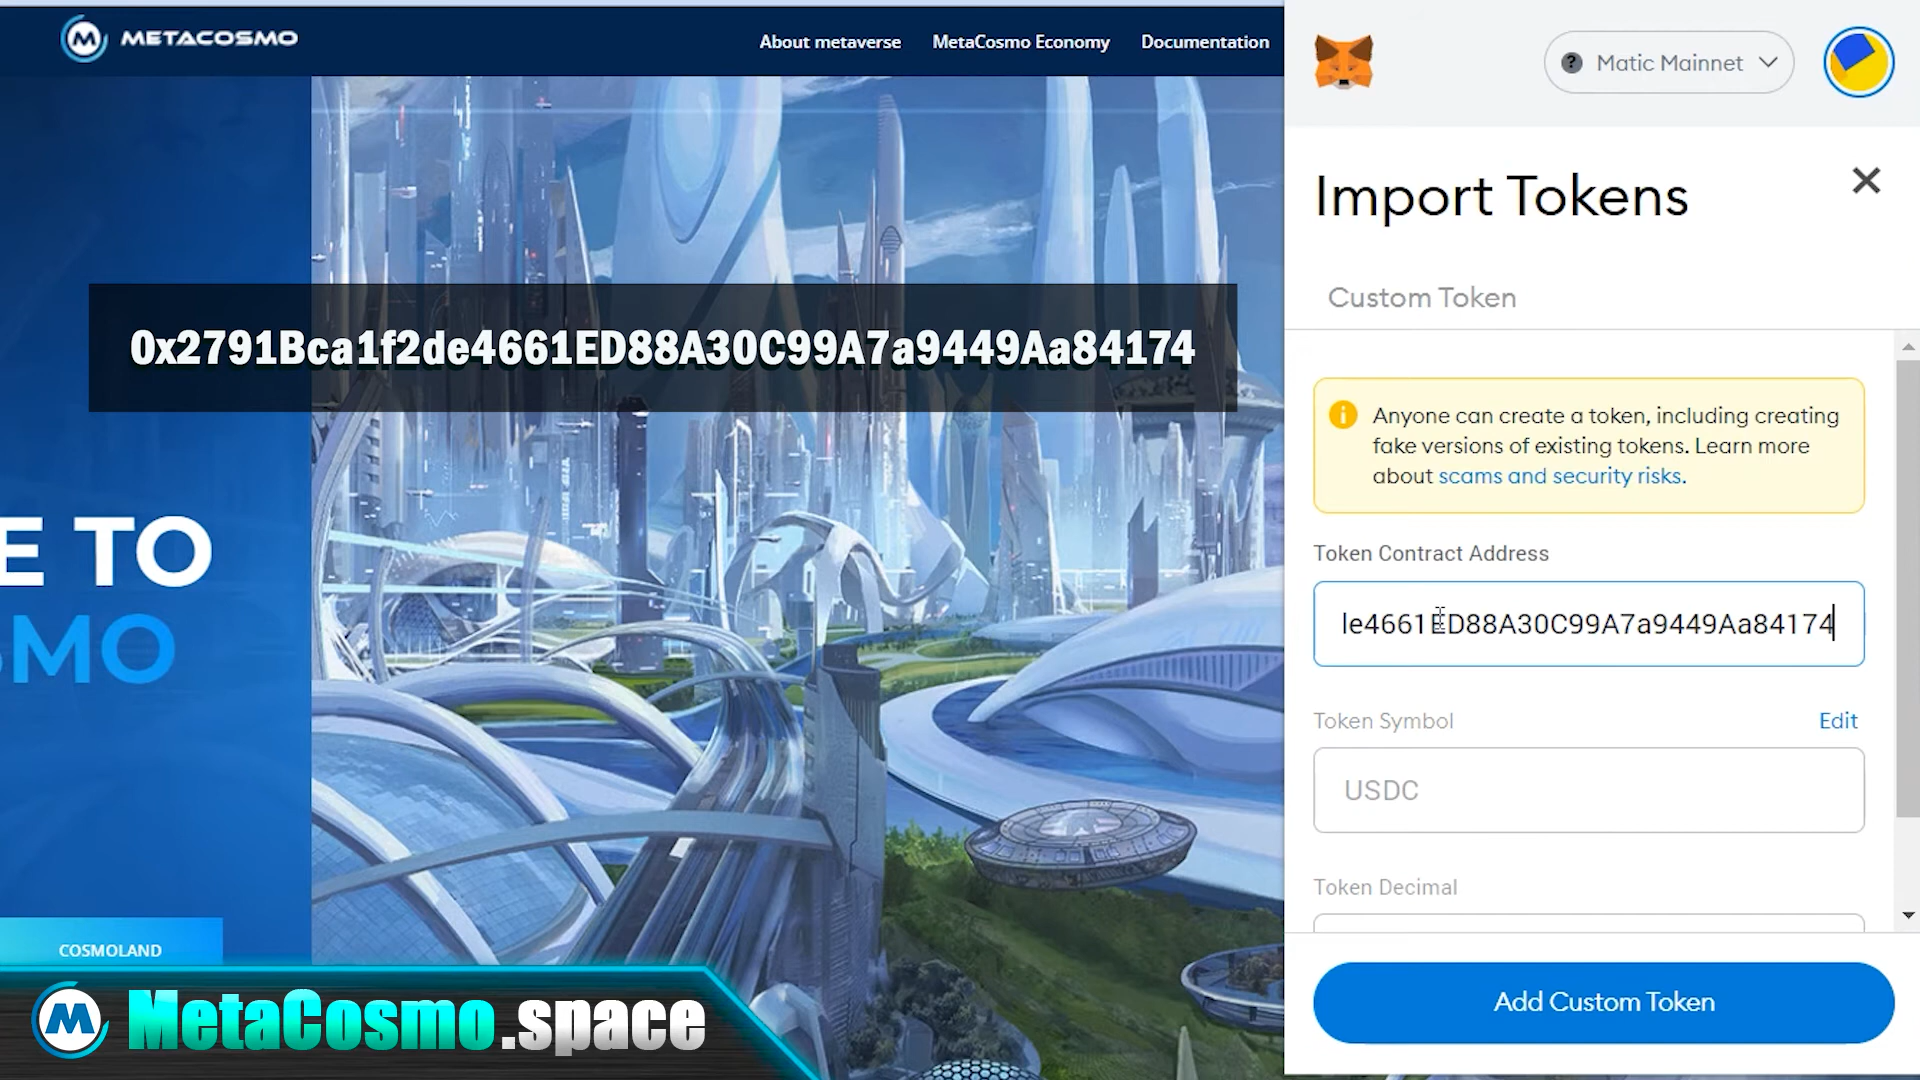 METACOSMO
About metaverse
MetaCosmo Economy
Documentation
0x2791Bca1f2de4661ED88A30C99A7a9449Aa84174
E TO
SMO
COSMOLAND
MetaCosmo.space
Matic Mainnet
Import Tokens
Custom Token
Anyone can create a token, including creating
fake versions of existing tokens. Learn more
about scams and security risks.
Token Contract Address
le4661ED88A30C99A7a9449Aa84174
Token Symbol
Edit
USDC
Token Decimal
Add Custom Token